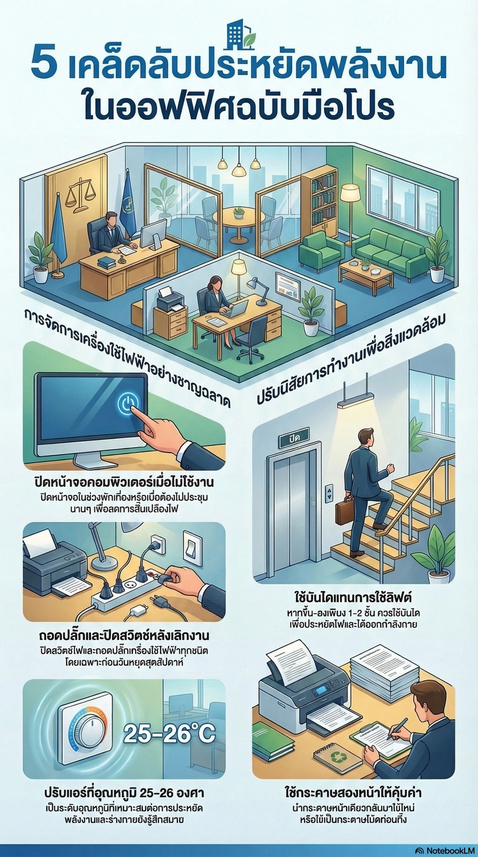 5 เคล็ดลับประหยัดพลังงาน
ในออฟฟิศฉบับมือโปร
การจัดการเครื่องใช้ไฟฟ้าอย่างชาญฉลาด
ปิดหน้าจอคอมพิวเตอร์เมื่อไม่ใช้งาน
ปิดหน้าจอในช่วงพักเที่ยงหรือเมื่อต้องไปประชุม
นานๆ เพื่อลดการสิ้นเปลืองไฟ
ถอดปลั๊กและปิดสวิตช์หลังเลิกงาน
ปิดสวิตช์ไฟและถอดปลั๊กเครื่องใช้ไฟฟ้าทุกชนิด
โดยเฉพาะก่อนวันหยุดสุดสัปดาห์
25-26°C
ปรับแอร์ที่อุณหภูมิ 25-26 องศา
เป็นระดับอุณหภูมิที่เหมาะสมต่อการประหยัด
พลังงานและร่างกายยังรู้สึกสบาย
ปรับนิสัยการทำงานเพื่อสิ่งแวดล้อม
ปิด
ใช้บันไดแทนการใช้ลิฟต์
หากขึ้น-ลงเพียง 1-2 ชั้น ควรใช้บันได
เพื่อประหยัดไฟและได้ออกกำลังกาย
ใช้กระดาษสองหน้าให้คุ้มค่า
นำกระดาษหน้าเดียวกลับมาใช้ใหม่
หรือใช้เป็นกระดาษโน้ตก่อนทิ้ง
NotebookLM